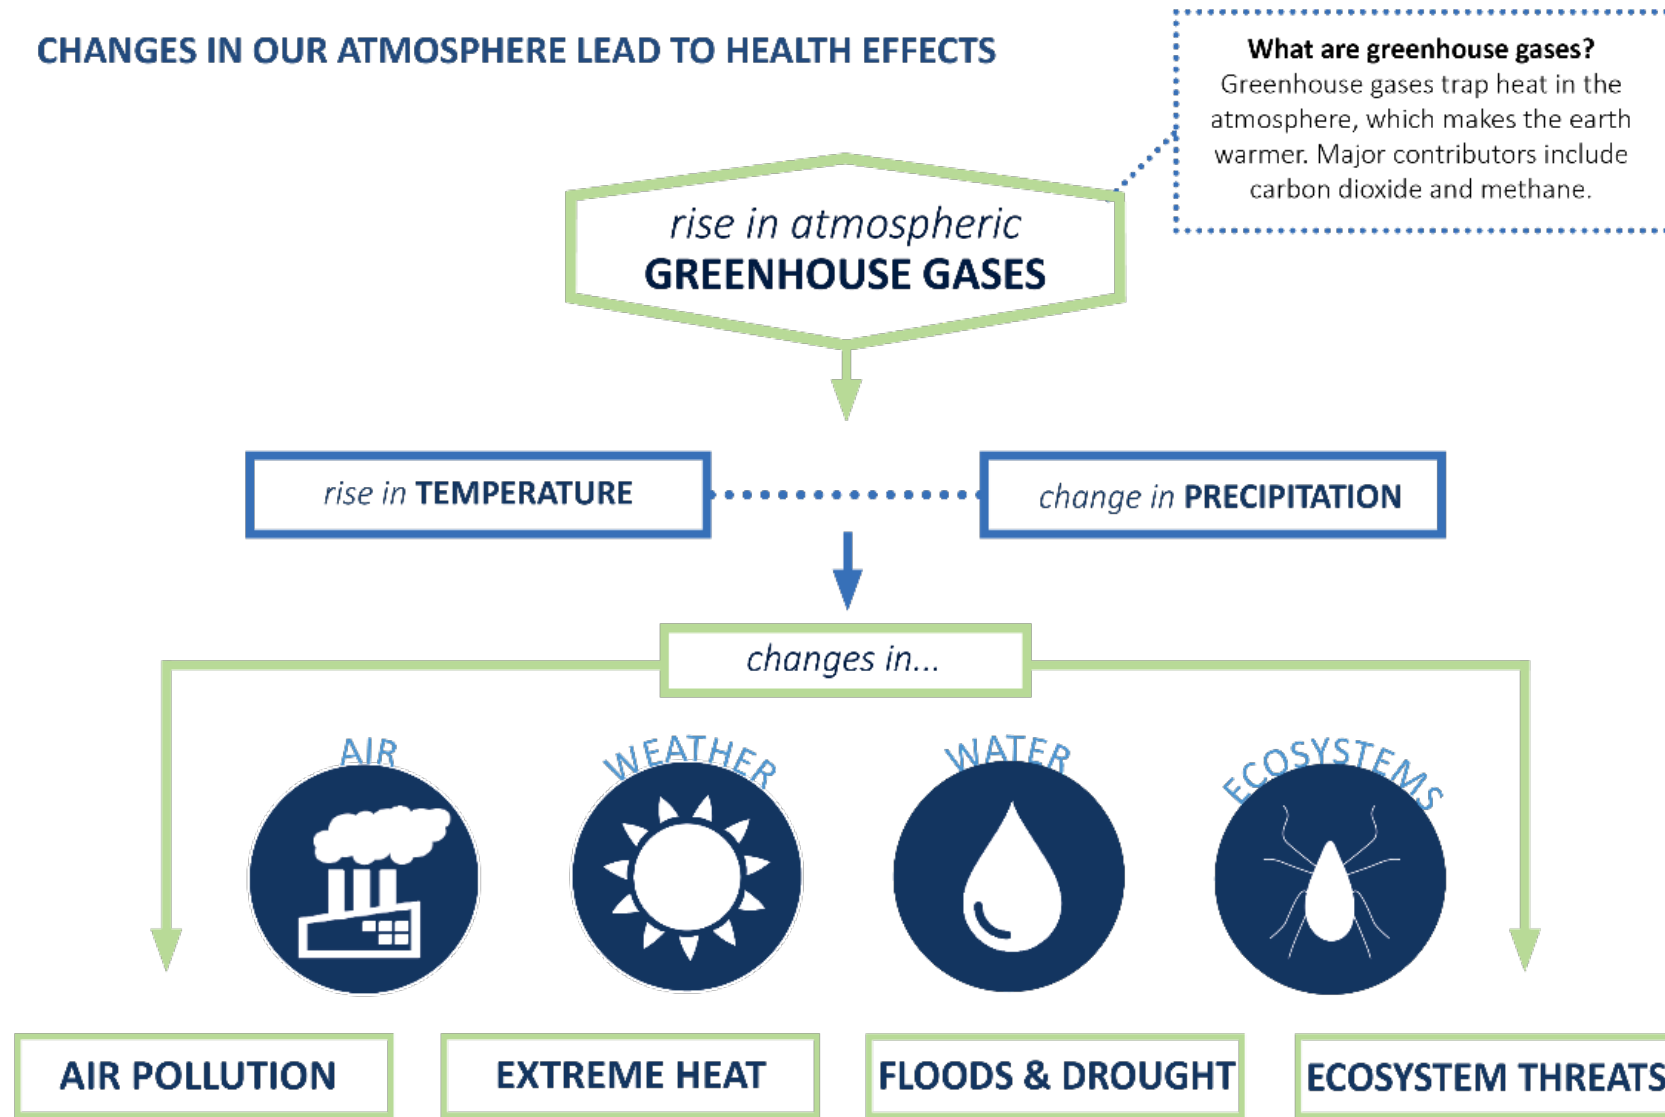 CHANGES IN OUR ATMOSPHERE LEAD TO HEALTH EFFECTS
What are greenhouse gases?
Greenhouse gases trap heat in the
atmosphere, which makes the earth
warmer. Major contributors include
carbon dioxide and methane.
rise in atmospheric
GREENHOUSE GASES
rise in TEMPERATURE
change in PRECIPITATION
changes in...
AIR
WEATHER
WATER
ECOSYSTEMS
AIR POLLUTION
EXTREME HEAT
FLOODS & DROUGHT
ECOSYSTEM THREATS